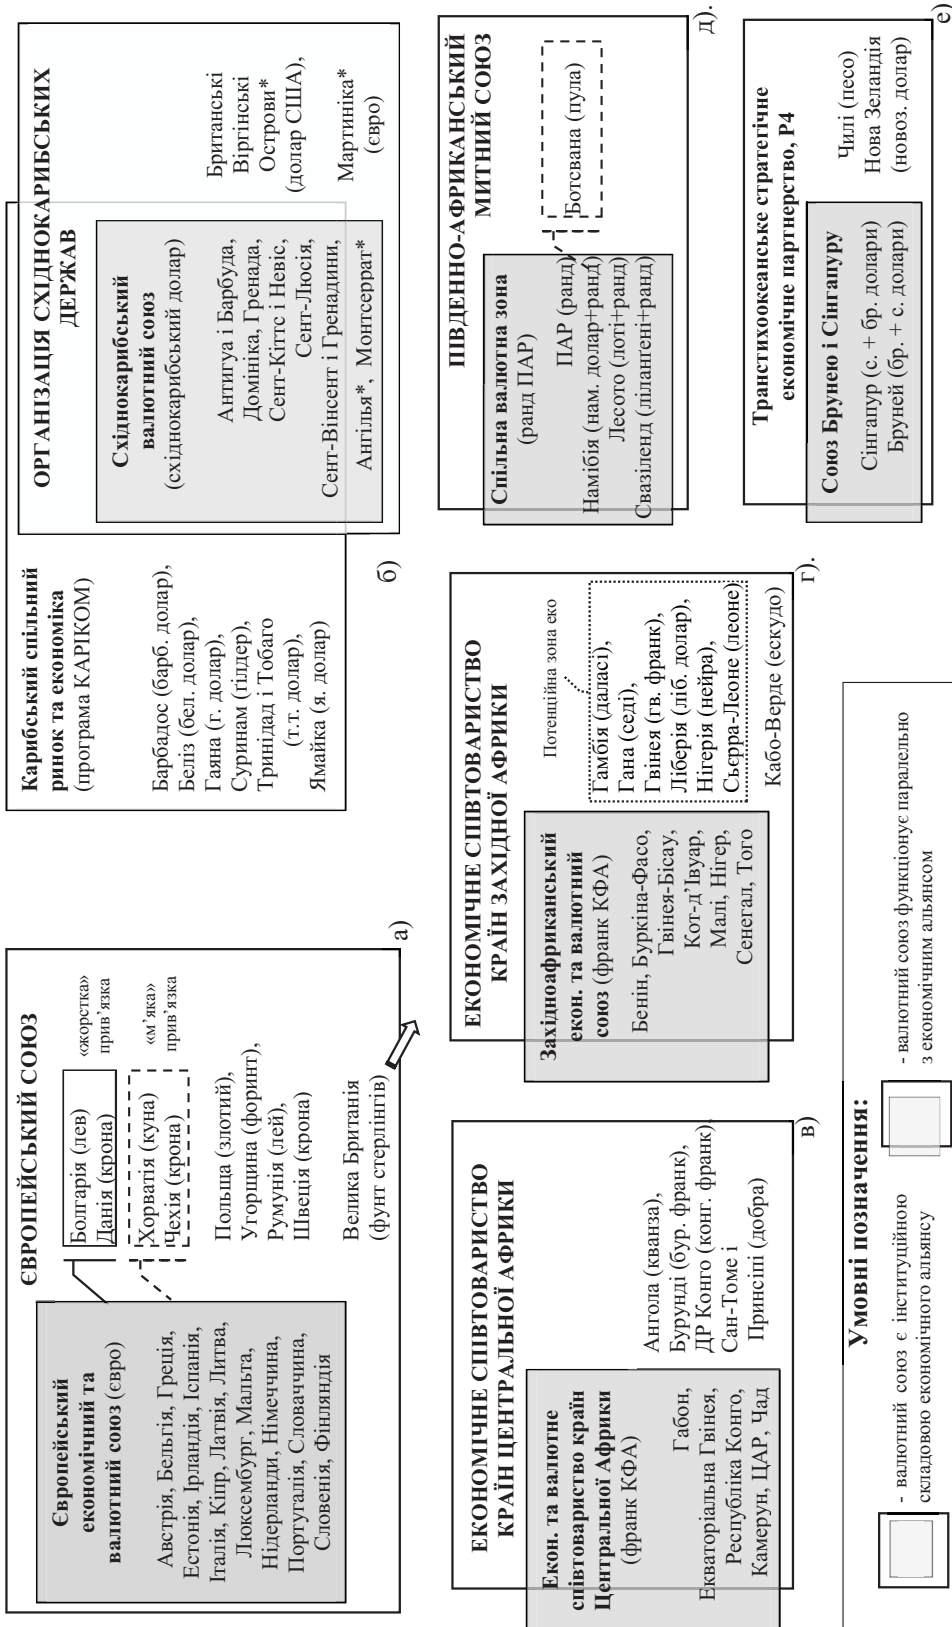 ЄВРОПЕЙСЬКИЙ СОЮЗ
Європейський
економічний та
валютний союз (євро)
Австрія, Бельгія, Греція,
Естонія, Ірландія, Іспанія,
Італія, Кіпр, Латвія, Литва,
Люксембург, Мальта,
Нідерланди, Німеччина,
Португалія, Словаччина,
Словенія, Фінляндія
Болгарія (лев)
Данія (крона)
«жорстка»
прив'язка
Хорватія (куна)
Чехія (крона)
«м'яка»
прив'язка
Польща (злотий),
Угорщина (форинт),
Румунія (лей),
Швеція (крона)
Велика Британія
(фунт стерлінгів)
а)
Карибський спільний
ринок та економіка
(програма КАРІКОМ)
Барбадос (барб. долар),
Беліз (бел. долар),
Гаяна (г. долар),
Суринам (гілдер),
Тринідад і Тобаго
(т.т. долар),
Ямайка (я. долар)
ОРГАНІЗАЦІЯ СХІДНОКАРИБСЬКИХ
ДЕРЖАВ
Східнокарибський
валютний союз
(східнокарибський долар)
Антигуа і Барбуда,
Домініка, Гренада,
Сент-Кіттс і Невіс,
Сент-Люсія,
Сент-Вінсент і Гренадини,
Ангілья*, Монтсеррат*
Британські
Віргінські
Острови*
(долар США),
Мартиніка*
(євро)
б)
ЕКОНОМІЧНЕ СПІВТОВАРИСТВО
КРАЇН ЦЕНТРАЛЬНОЇ АФРИКИ
Екон. та валютне
співтовариство країн
Центральної Африки
(франк КФА)
Габон,
Екваторіальна Гвінея,
Республіка Конго,
Камерун, ЦАР, Чад
Ангола (кванза),
Бурунді (бур. франк),
ДР Конго (конг. франк)
Сан-Томе і
Принсіпі (добра)
в)
ЕКОНОМІЧНЕ СПІВТОВАРИСТВО
КРАЇН ЗАХІДНОЇ АФРИКИ
Західноафриканський
екон. та валютний
союз (франк КФА)
Бенін, Буркіна-Фасо,
Гвінея-Бісау,
Кот-д'Івуар,
Малі, Нігер,
Сенегал, Того
Потенційна зона еко
Гамбія (даласі),
Гана (седі),
Гвінея (гв. франк),
Ліберія (ліб. долар),
Нігерія (нейра),
Сьєрра-Леоне (леоне)
Кабо-Верде (ескудо)
г).
ПІВДЕННО-АФРИКАНСЬКИЙ
МИТНИЙ СОЮЗ
Спільна валютна зона
(ранд ПАР)
ПАР (ранд)
Намібія (нам. долар+ранд)
Лесото (лоті+ранд)
Свазіленд (лілангені+ранд)
Ботсвана (пула)
д).
Транстихоокеанське стратегічне
економічне партнерство, Р4
Союз Брунею і Сінгапуру
Сінгапур (с. + бр. долари)
Бруней (бр. + с. долари)
Чилі (песо)
Нова Зеландія
(новоз. долар)
е)
Умовні позначення:
- валютний союз є інституційною
складовою економічного альянсу
- валютний союз функціонує паралельно
з економічним альянсом